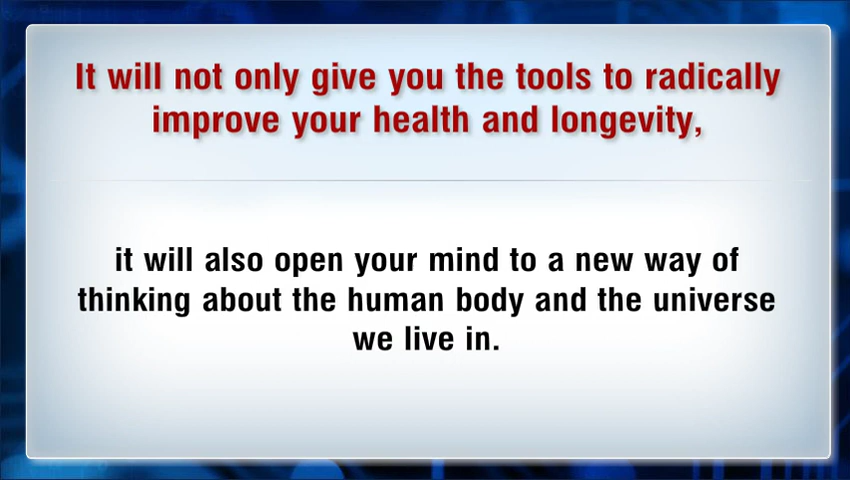 It will not only give you the tools to radically
improve your health and longevity,
it will also open your mind to a new way of
thinking about the human body and the universe
we live in.